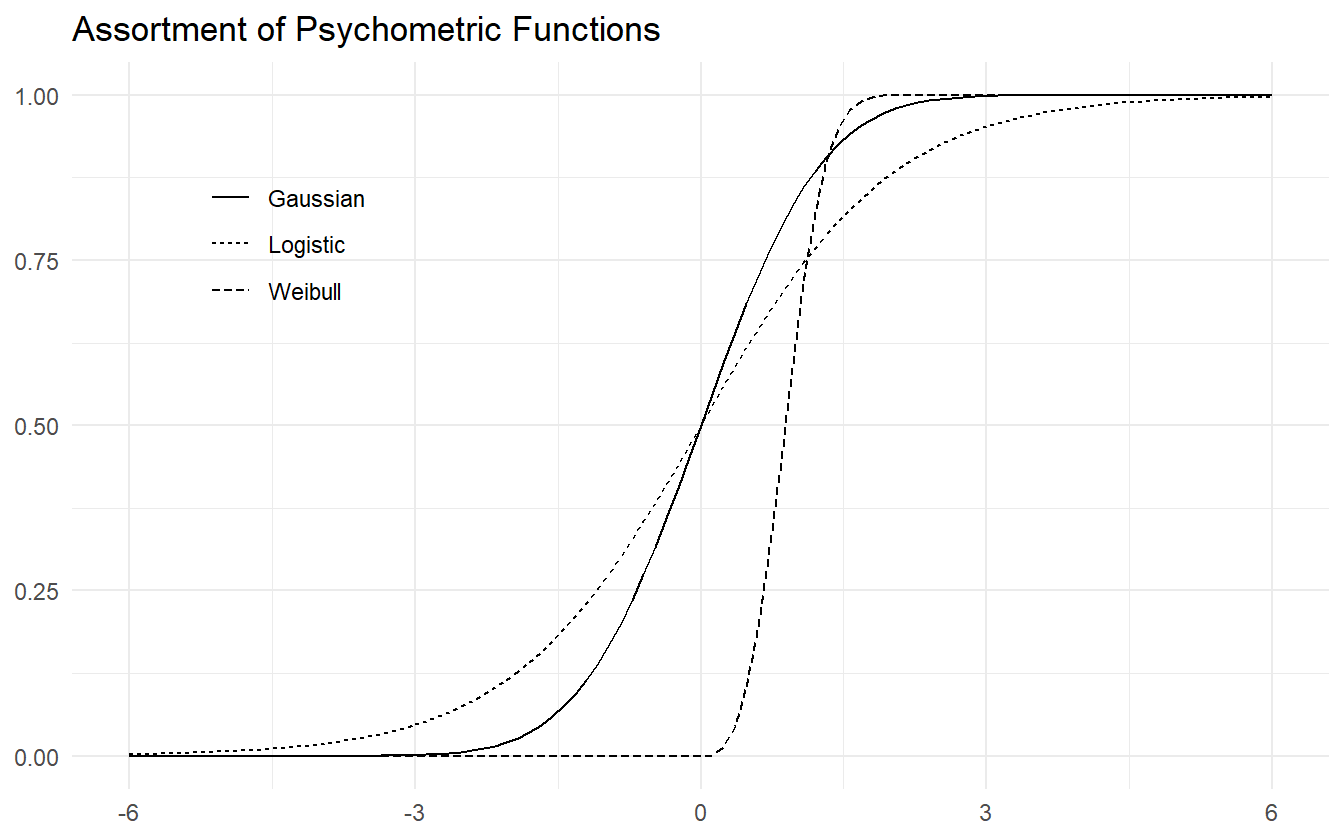 Assortment of Psychometric Functions
1.00
0.75
0.50
0.25
0.00
Gaussian
Logistic
Weibull
-6 -3 0 3 6